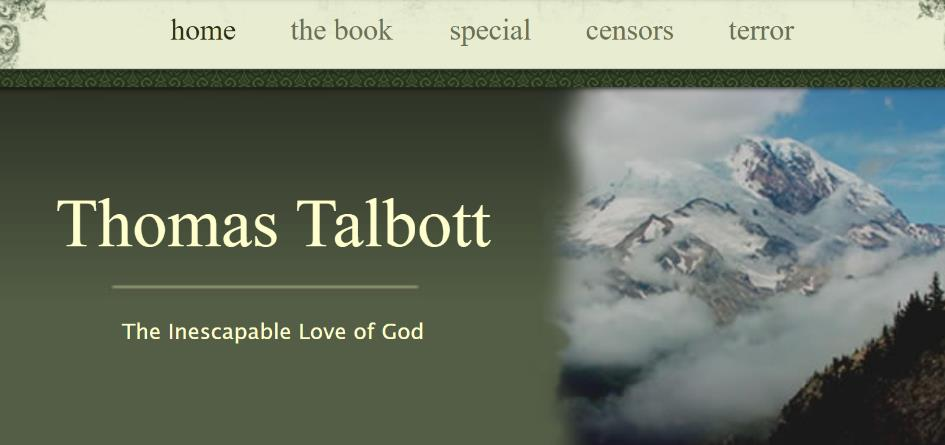 home the book special censors terror
Thomas Talbott
The Inescapable Love of God